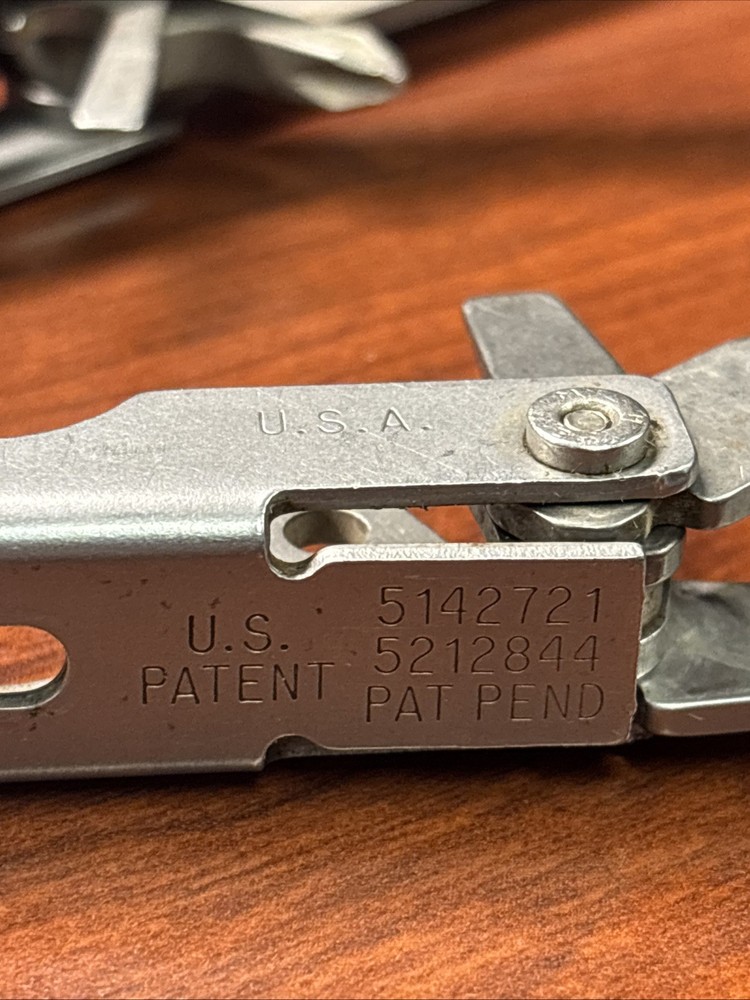 U.S.A.
U.S.
PATENT
5142721
5212844
PAT PEND